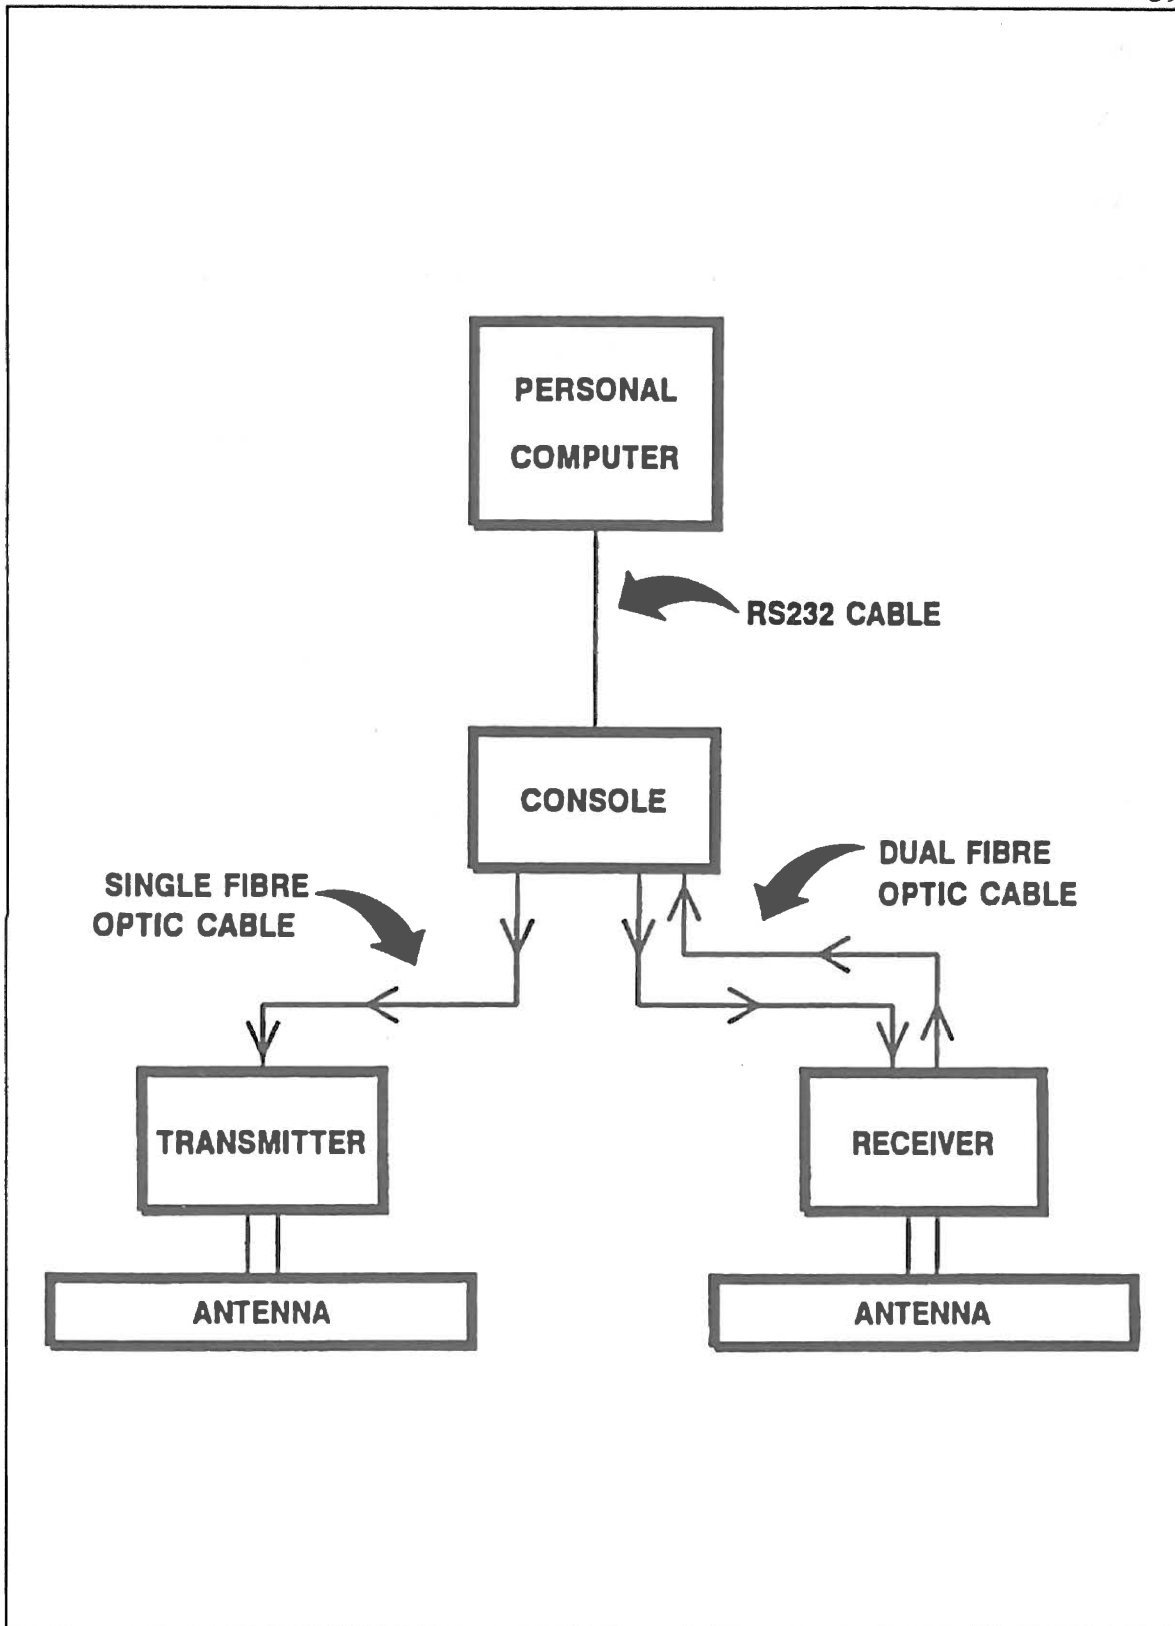 PERSONAL
COMPUTER
RS232 CABLE
CONSOLE
DUAL FIBRE
OPTIC CABLE
SINGLE FIBRE
OPTIC CABLE
TRANSMITTER
RECEIVER
ANTENNA
ANTENNA